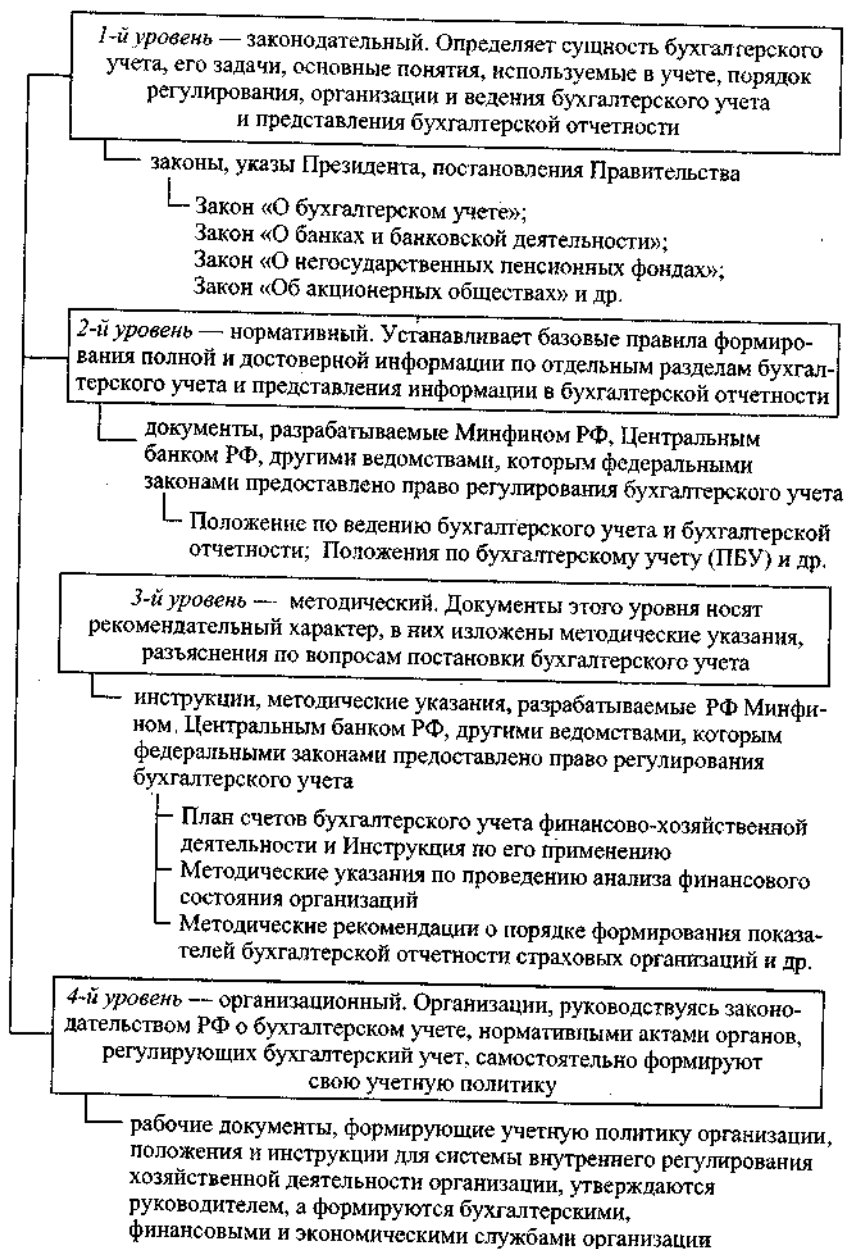 1-й уровень — законодательный. Определяет сущность бухгалтерского
учета, его задачи, основные понятия, используемые в учете, порядок
регулирования, организации и ведения бухгалтерского учета
и представления бухгалтерской отчетности
законы, указы Президента, постановления Правительства
Закон «О бухгалтерском учете»;
Закон «О банках и банковской деятельности»;
Закон «О негосударственных пенсионных фондах»;
Закон «Об акционерных обществах» и др.
2-й уровень — нормативный. Устанавливает базовые правила формиро-
вания полной и достоверной информации по отдельным разделам бухгал-
терского учета и представления информации в бухгалтерской отчетности
документы, разрабатываемые Минфином РФ, Центральным
банком РФ, другими ведомствами, которым федеральными
законами предоставлено право регулирования бухгалтерского учета
Положение по ведению бухгалтерского учета и бухгалтерской
отчетности; Положения по бухгалтерскому учету (ПБУ) и др.
3-й уровень — методический. Документы этого уровня носят
рекомендательный характер, в них изложены методические указания,
разъяснения по вопросам постановки бухгалтерского учета
инструкции, методические указания, разрабатываемые РФ Минфи-
ном, Центральным банком РФ, другими ведомствами, которым
федеральными законами предоставлено право регулирования
бухгалтерского учета
План счетов бухгалтерского учета финансово-хозяйственной
деятельности и Инструкция по его применению
Методические указания по проведению анализа финансового
состояния организаций
Методические рекомендации о порядке формирования показа-
телей бухгалтерской отчетности страховых организаций и др.
4-й уровень — организационный. Организации, руководствуясь законо-
дательством РФ о бухгалтерском учете, нормативными актами органов,
регулирующих бухгалтерский учет, самостоятельно формируют
свою учетную политику
рабочие документы, формирующие учетную политику организации,
положения и инструкции для системы внутреннего регулирования
хозяйственной деятельности организации, утверждаются
руководителем, а формируются бухгалтерскими,
финансовыми и экономическими службами организации